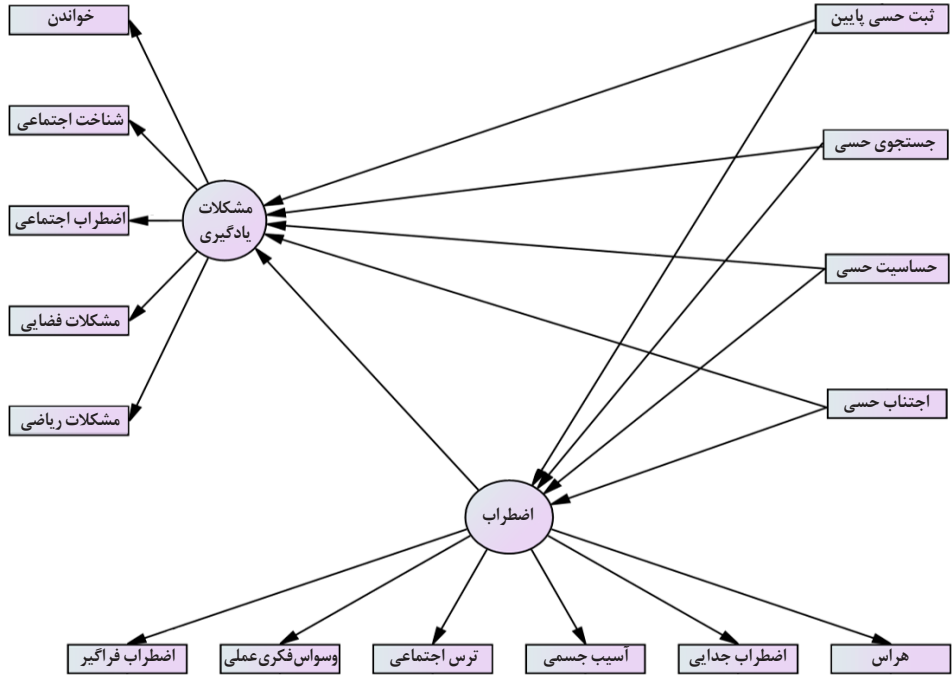 ثبت حسی پایین
خواندن
شناخت اجتماعی
جستجوی حسی
مشکلات
یادگیری
اضطراب اجتماعی
حساسیت حسی
مشکلات فضایی
اجتناب حسی
مشکلات ریاضی
اضطراب
هراس
اضطراب جدایی
آسیب جسمی
ترس اجتماعی
وسواس‌فکری‌عملی
اضطراب فراگیر